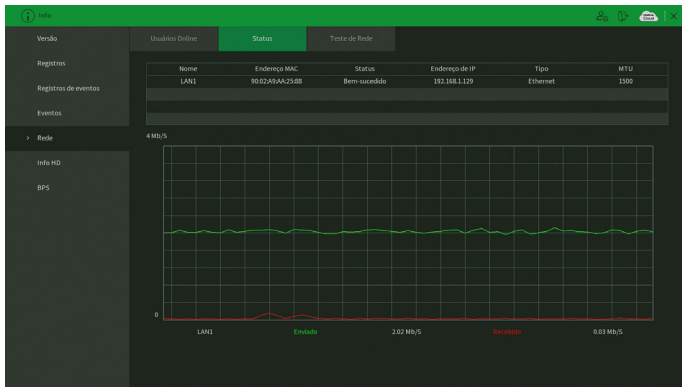 Info
Intelbras Cloud
Versão
Registros
Registros de eventos
Eventos
> Rede
Info HD
BPS
Usuários Online Status Teste de Rede
Nome Endereço MAC Status Endereço de IP Tipo MTU
LAN1 90:02:A9:AA:25:88 Bem-sucedido 192.168.1.129 Ethernet 1500
4 Mb/S
0
LAN1 Enviado 2.02 Mb/S Recebido 0.03 Mb/S